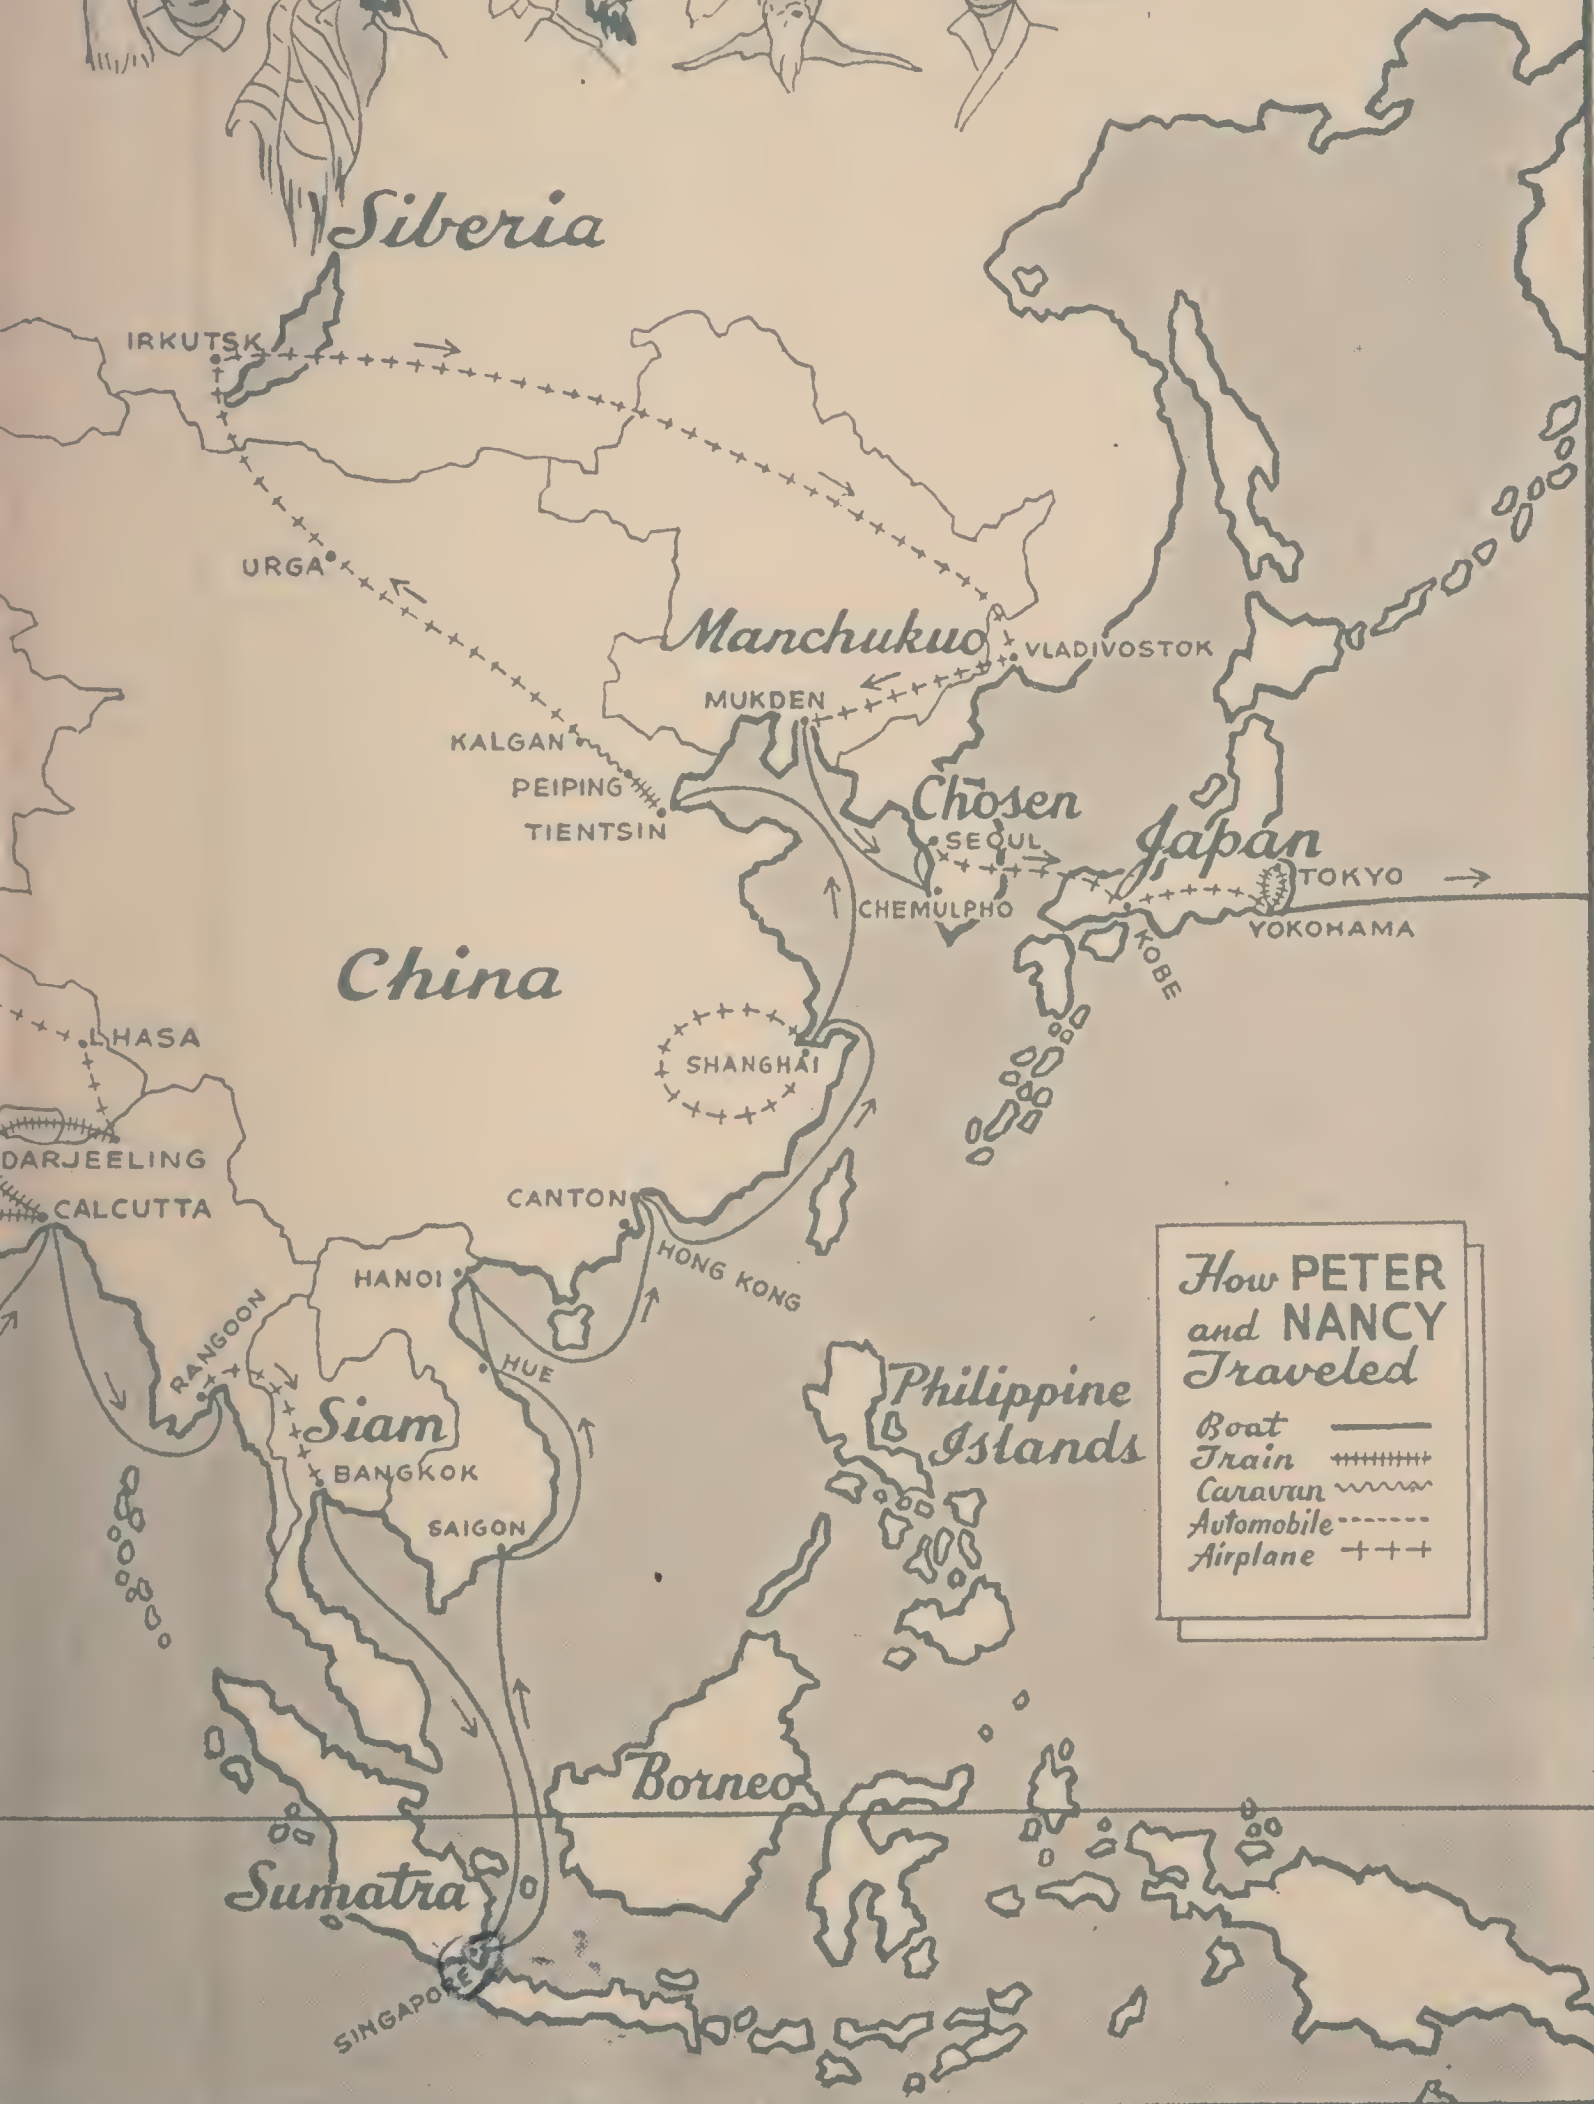 Siberia
IRKUTSK
URGA
Manchukuo
VLADIVOSTOK
MUKDEN
KALGAN
PEIPING
TIENTSIN
Chōsen
SEOUL
Japan
TOKYO
CHEMULPHO
YOKOHAMA
KOBE
China
LHASA
SHANGHAI
DARJEELING
CALCUTTA
CANTON
HONG KONG
HANOI
RANGOON
HUE
Siam
BANGKOK
SAIGON
Philippine
Islands
How PETER
and NANCY
Traveled
Boat
Train
Caravan
Automobile
Airplane
Borneo
Sumatra
SINGAPORE